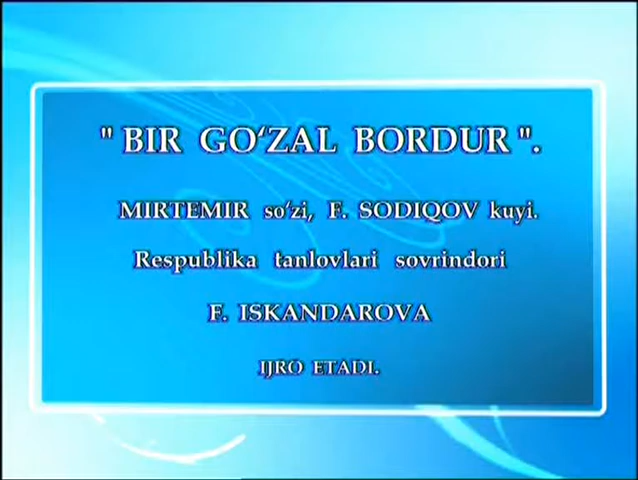 " BIR GO‘ZAL BORDUR ".
MIRTEMIR so‘zi, F. SODIQOV kuyi.
Respublika tanlovlari sovrindori
F. ISKANDAROVA
IJRO ETADI.